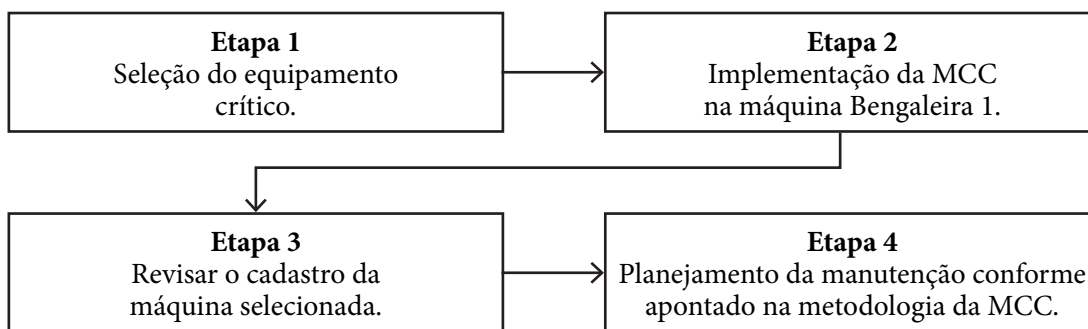 Etapa 1
Seleção do equipamento
crítico.
Etapa 2
Implementação da MCC
na máquina Bengaleira 1.
Etapa 3
Revisar o cadastro da
máquina selecionada.
Etapa 4
Planejamento da manutenção conforme
apontado na metodologia da MCC.